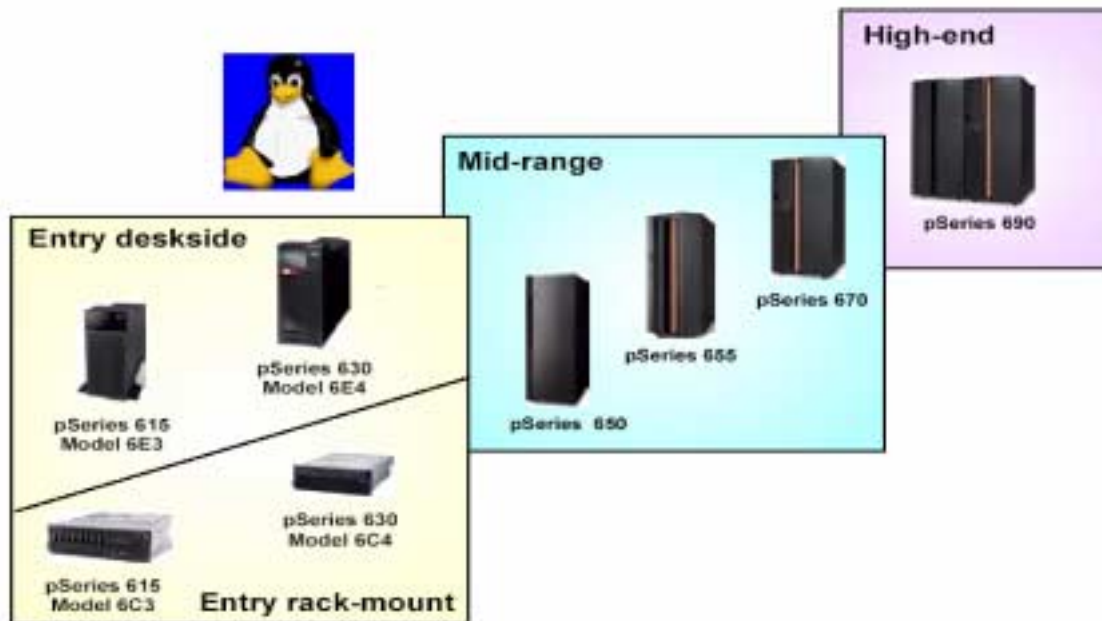 High-end
pSeries 690
Mid-range
pSeries 670
pSeries 655
pSeries 650
Entry deskside
pSeries 630
Model 6E4
pSeries 615
Model 6E3
pSeries 630
Model 6C4
pSeries 615
Model 6C3
Entry rack-mount